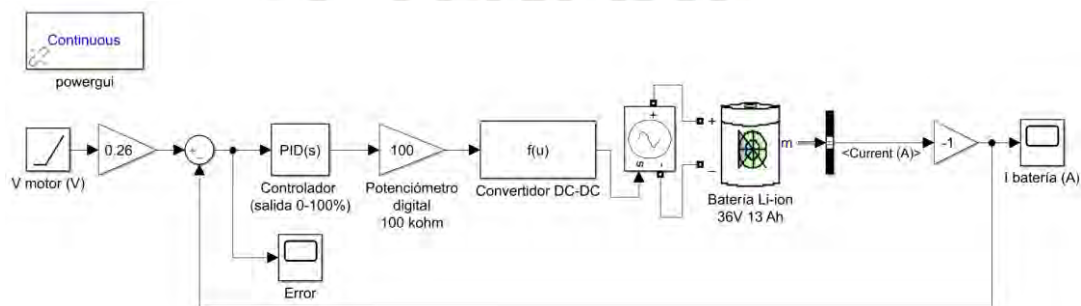 Continuous
powergui
V motor (V)
0.26
PID(s)
Controlador
(salida 0-100%)
100
Potenciómetro
digital
100 kohm
f(u)
Convertidor DC-DC
s
+
-
+
−
m
Batería Li-ion
36V 13 Ah
<Current (A)>
-1
I batería (A)
Error